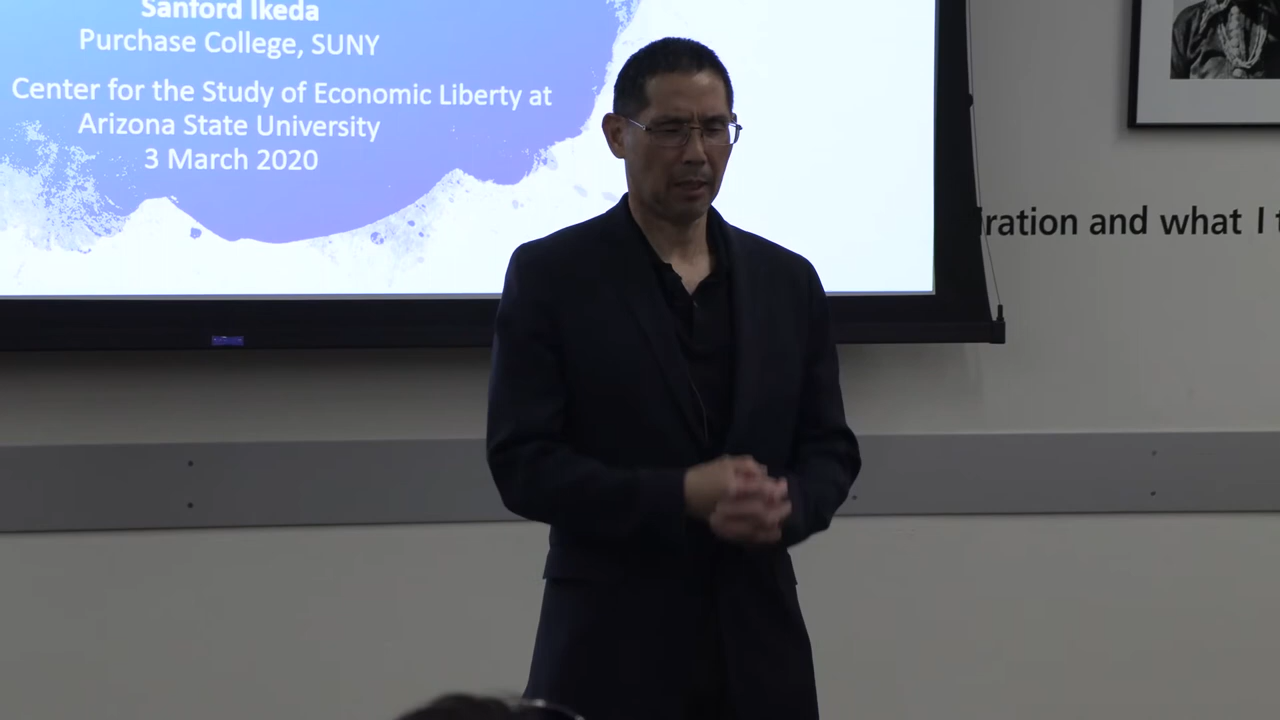 Sanford Ikeda
Purchase College, SUNY
Center for the Study of Economic Liberty at
Arizona State University
3 March 2020
and what I